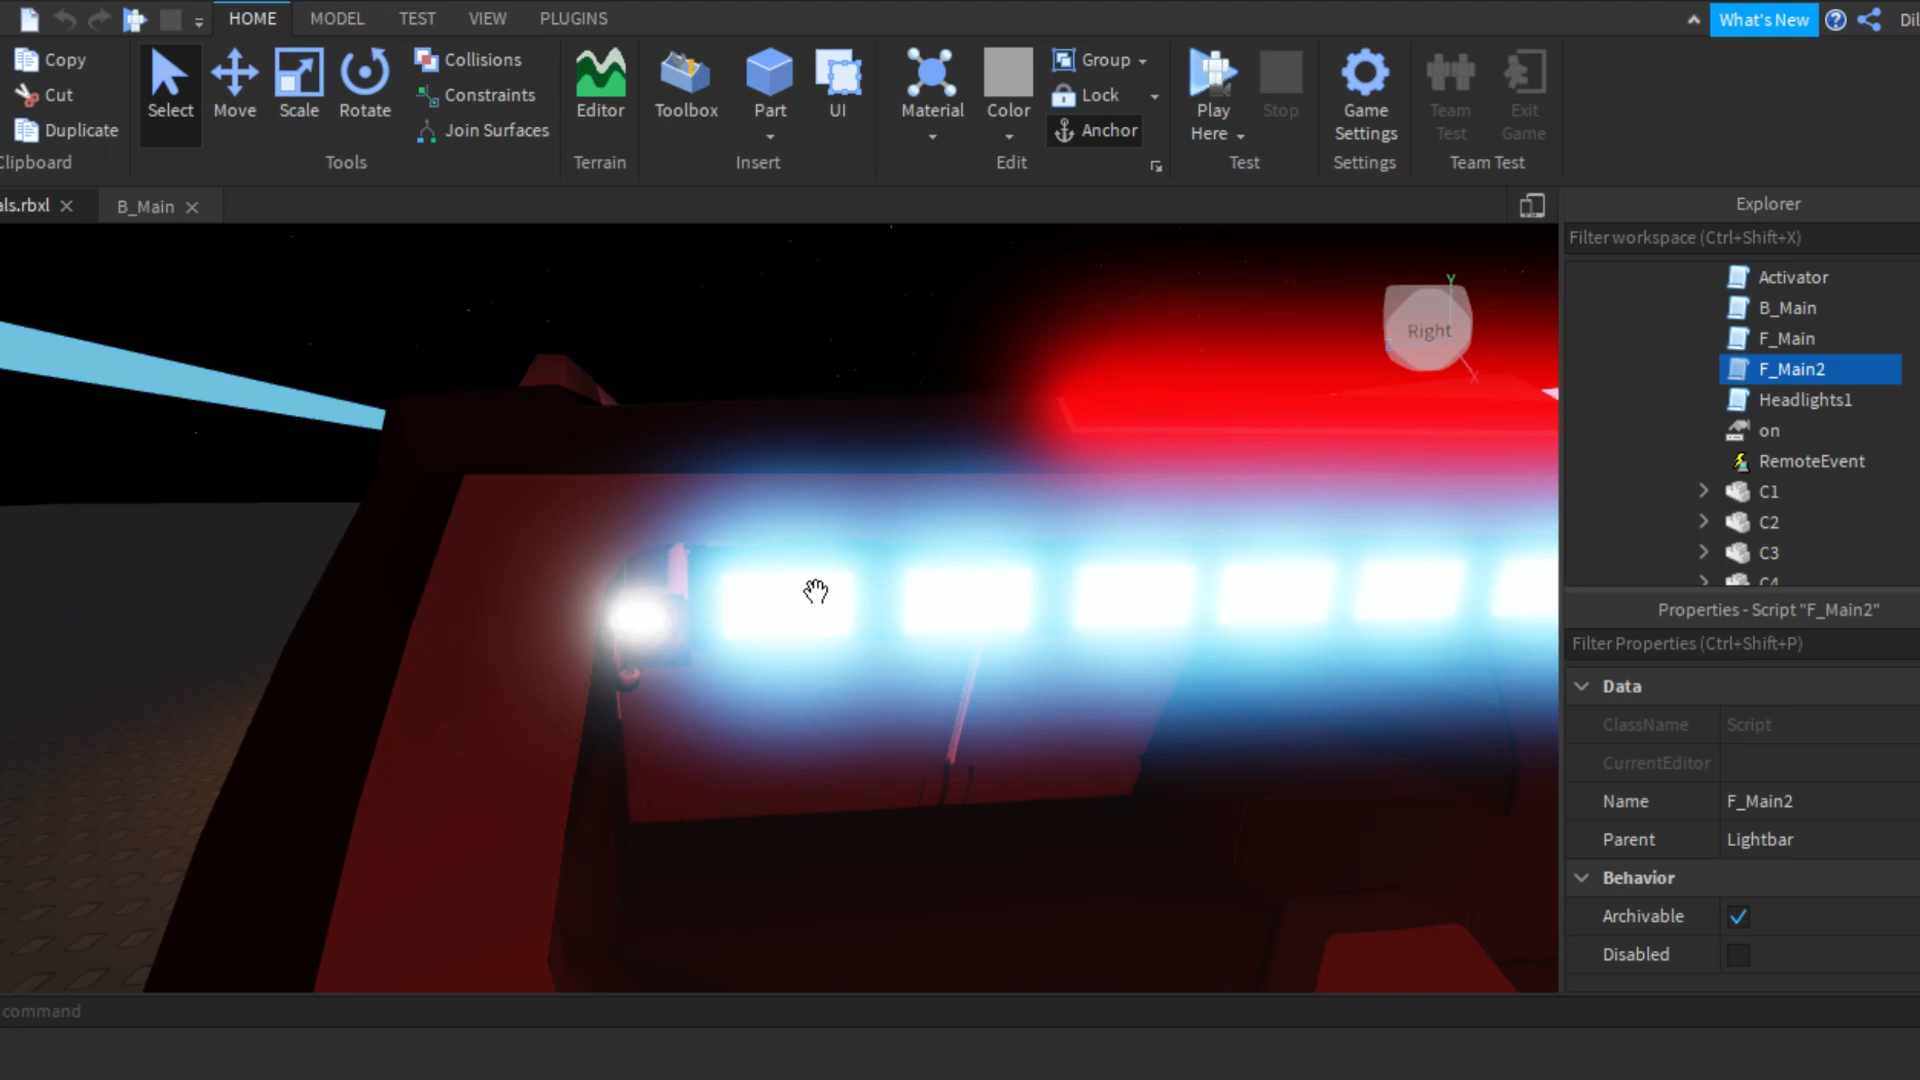 HOME MODEL TEST VIEW PLUGINS What's New Dil
Copy
Cut
Duplicate
Clipboard
Select Move Scale Rotate
Collisions
Constraints
Join Surfaces
Tools
Editor
Terrain
Toolbox Part UI
Insert
Material Color
Group
Lock
Anchor
Edit
Play
Here
Stop
Test
Game
Settings
Settings
Team
Test
Exit
Game
Team Test
als.rbxl B_Main
Explorer
Filter workspace (Ctrl+Shift+X)
Activator
B_Main
F_Main
F_Main2
Headlights1
on
RemoteEvent
C1
C2
C3
C4
Y
Right
Z
X
Properties - Script "F_Main2"
Filter Properties (Ctrl+Shift+P)
Data
ClassName Script
CurrentEditor
Name F_Main2
Parent Lightbar
Behavior
Archivable
Disabled
command